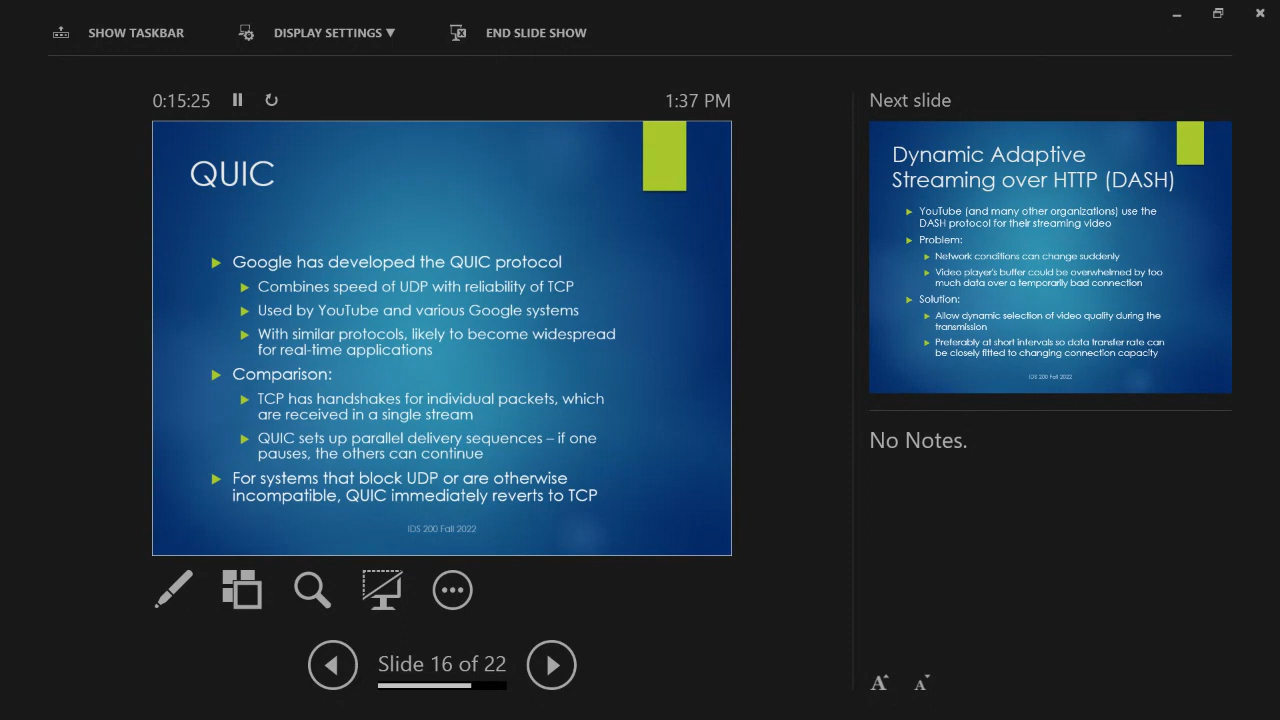 SHOW TASKBAR
DISPLAY SETTINGS ▼
END SLIDE SHOW
0:15:25
1:37 PM
QUIC
Google has developed the QUIC protocol
Combines speed of UDP with reliability of TCP
Used by YouTube and various Google systems
With similar protocols, likely to become widespread
for real-time applications
Comparison:
TCP has handshakes for individual packets, which
are received in a single stream
QUIC sets up parallel delivery sequences – if one
pauses, the others can continue
For systems that block UDP or are otherwise
incompatible, QUIC immediately reverts to TCP
IDS 200 Fall 2022
Slide 16 of 22
Next slide
Dynamic Adaptive
Streaming over HTTP (DASH)
YouTube (and many other organizations) use the
DASH protocol for their streaming video
Problem:
Network conditions can change suddenly
Video player's buffer could be overwhelmed by too
much data over a temporarily bad connection
Solution:
Allow dynamic selection of video quality during the
transmission
Preferably at short intervals so data transfer rate can
be closely fitted to changing connection capacity
IDS 200 Fall 2022
No Notes.
A A